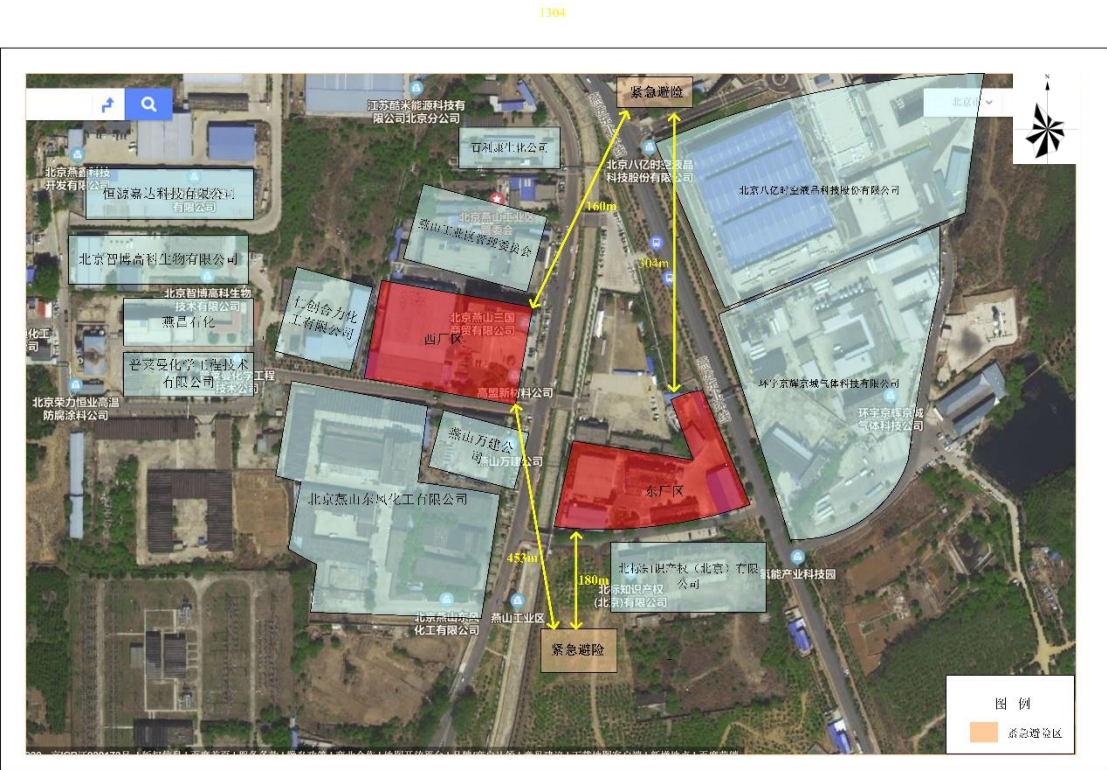 1304
紧急避险
江苏酷米能源科技有
限公司北京分公司
北京市
百利康生化公司
北京八亿时空液晶
科技股份有限公司
北京燕鑫科技
开发有限公司
恒源嘉达科技有限公司
有限公司
北京八亿时空液晶科技股份有限公司
160m
北京燕山工业区
管委会
燕山工业区管理委员会
北京智博高科生物有限公司
304m
北京智博高科生物
技术有限公司
燕昌石化
仁创合力化
工有限公司
北京燕山三国
商贸有限公司
西厂区
普莱曼化学工程技术
有限公司
高盟新材料公司
环宇京辉京城气体科技有限公司
环宇京辉京城
气体科技公司
北京荣力恒业高温
防腐涂料公司
燕山万建公
司
燕山万建公司
东厂区
北京燕山东风化工有限公司
453m
180m
北标知识产权（北京）有限
公司
氢能产业科技园
北标知识产权
(北京)有限公司
北京燕山东风
化工有限公司
燕山工业区
紧急避险
图 例
紧急避险区